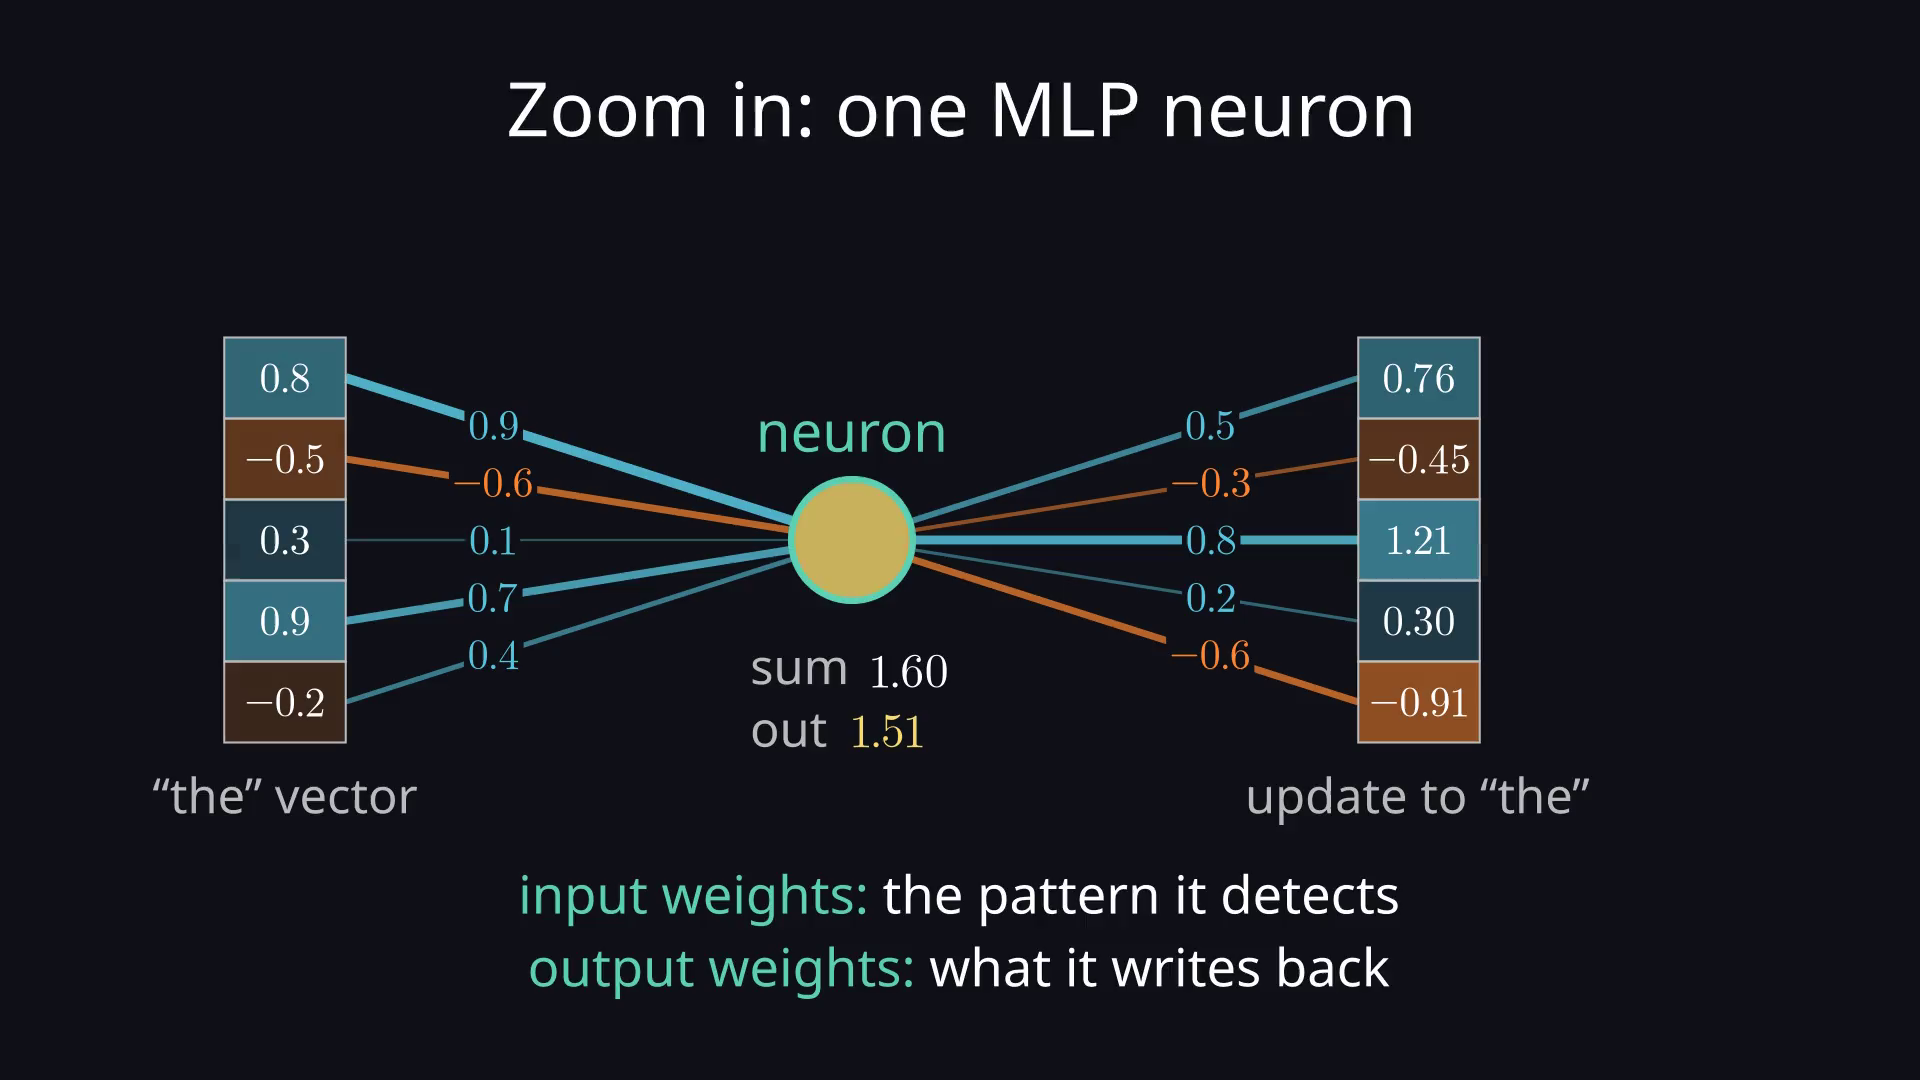 Zoom in: one MLP neuron
0.8
−0.5
0.3
0.9
−0.2
“the” vector
0.9
−0.6
0.1
0.7
0.4
neuron
sum 1.60
out 1.51
0.5
−0.3
0.8
0.2
−0.6
0.76
−0.45
1.21
0.30
−0.91
update to “the”
input weights: the pattern it detects
output weights: what it writes back